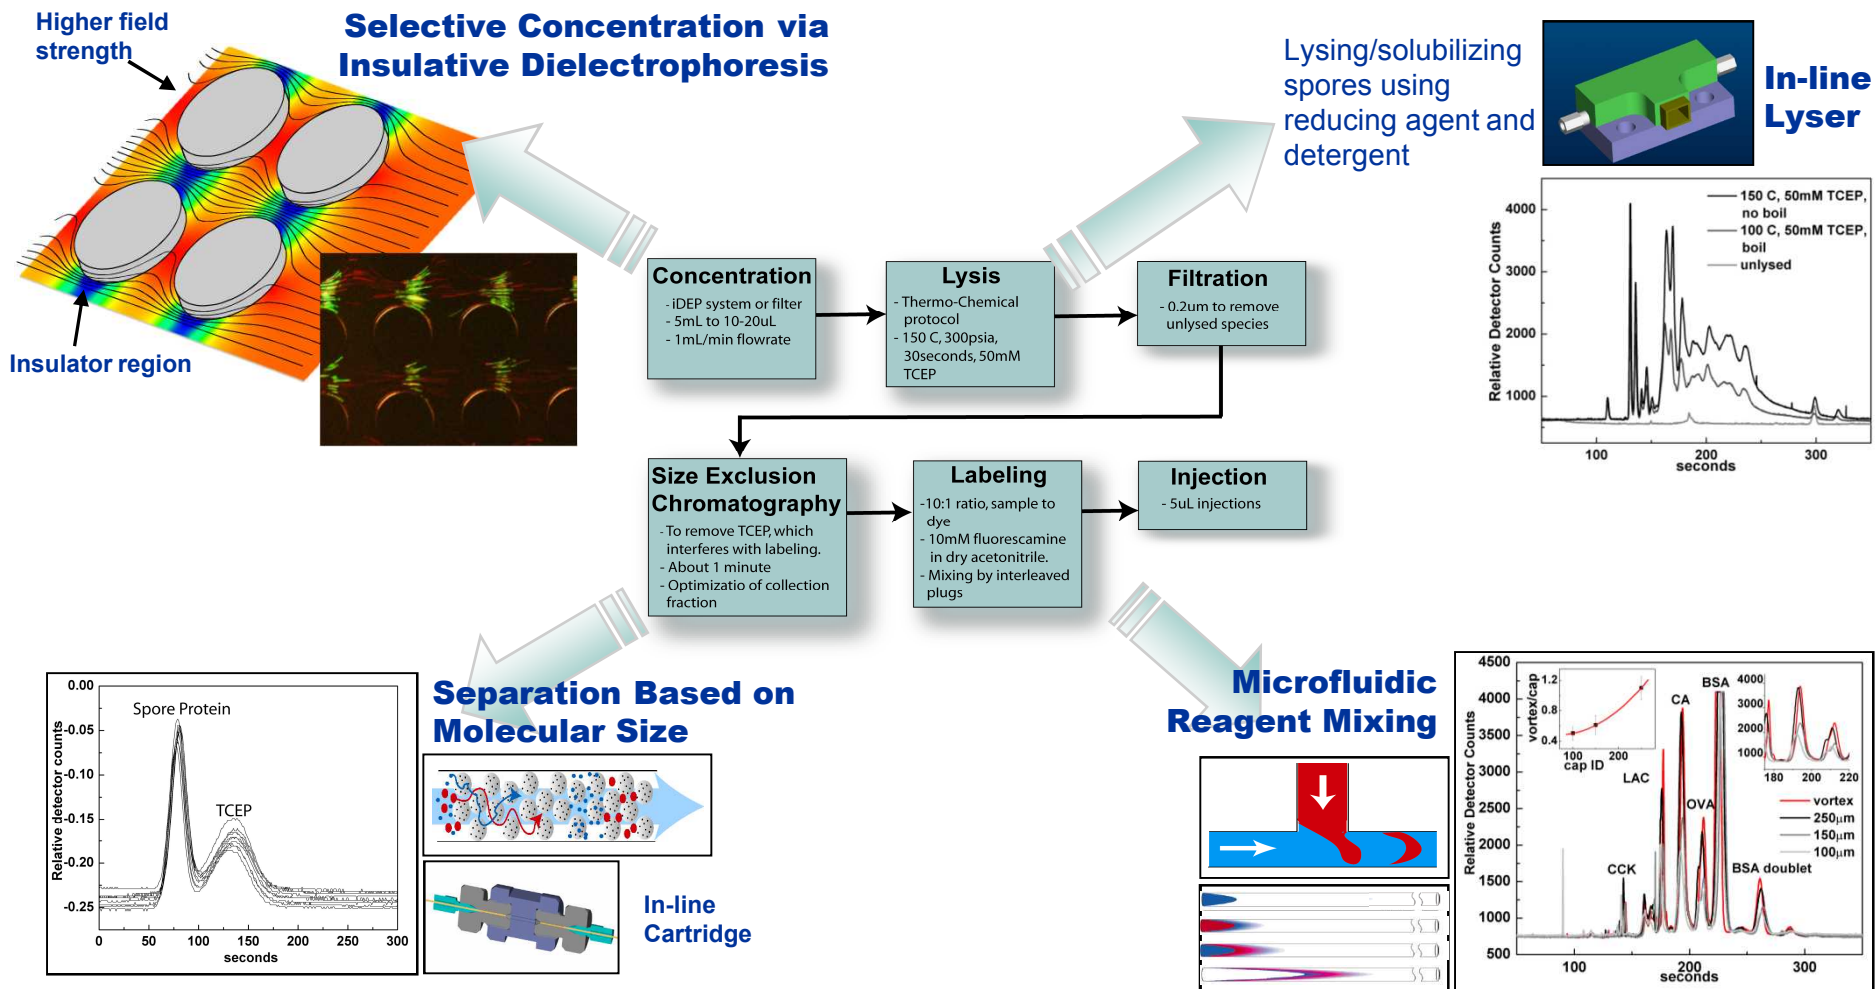 Higher field
strength
Selective Concentration via
Insulative Dielectrophoresis
Insulator region
Lysing/solubilizing
spores using
reducing agent and
detergent
In-line
Lyser
4000
3000
2000
1000
Relative Detector Counts
150 C, 50mM TCEP,
no boil
100 C, 50mM TCEP,
boil
unlysed
100
200
300
seconds
Concentration
- iDEP system or filter
- 5mL to 10-20uL
- 1mL/min flowrate
Lysis
- Thermo-Chemical
protocol
- 150 C, 300psia,
30seconds, 50mM
TCEP
Filtration
- 0.2um to remove
unlysed species
Size Exclusion
Chromatography
- To remove TCEP, which
interferes with labeling.
- About 1 minute
- Optimizatio of collection
fraction
Labeling
-10:1 ratio, sample to
dye
- 10mM fluorescamine
in dry acetonitrile.
- Mixing by interleaved
plugs
Injection
- 5uL injections
0.00
-0.05
-0.10
-0.15
-0.20
-0.25
Relative detector counts
Spore Protein
TCEP
0
50
100
150
200
250
300
seconds
Separation Based on
Molecular Size
In-line
Cartridge
Microfluidic
Reagent Mixing
4500
4000
3500
3000
2500
2000
1500
1000
500
Relative Detector Counts
vortex/cap
1.2
0.8
0.4
100
200
cap ID
LAC
CA
BSA
OVA
CCK
BSA doublet
4000
3000
2000
1000
180
200
220
vortex
250µm
150µm
100µm
100
200
300
seconds